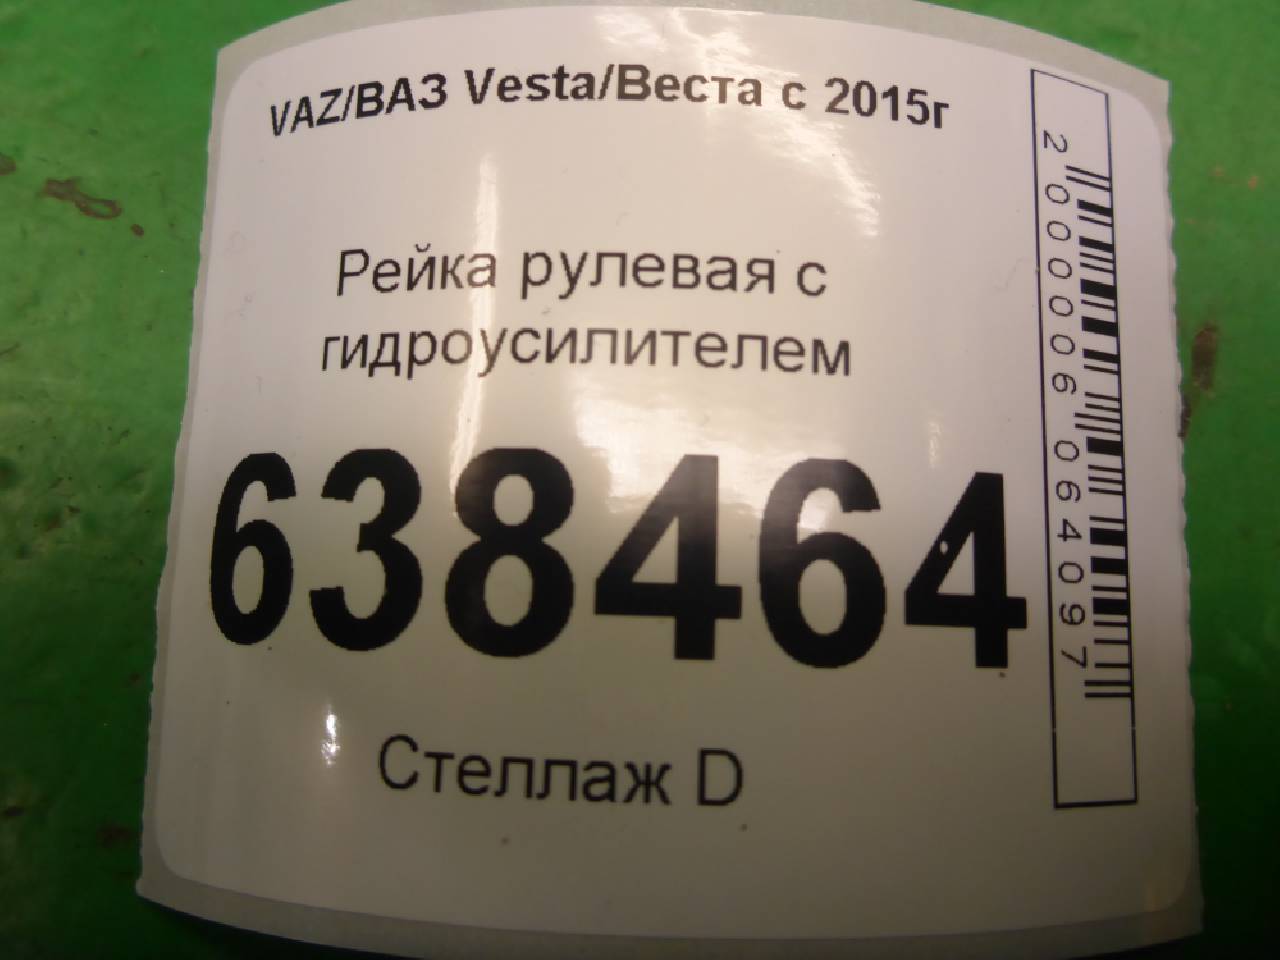 VAZ/ВАЗ Vesta/Веста с 2015г
Рейка рулевая с
гидроусилителем
638464
Стеллаж D
2000006064097